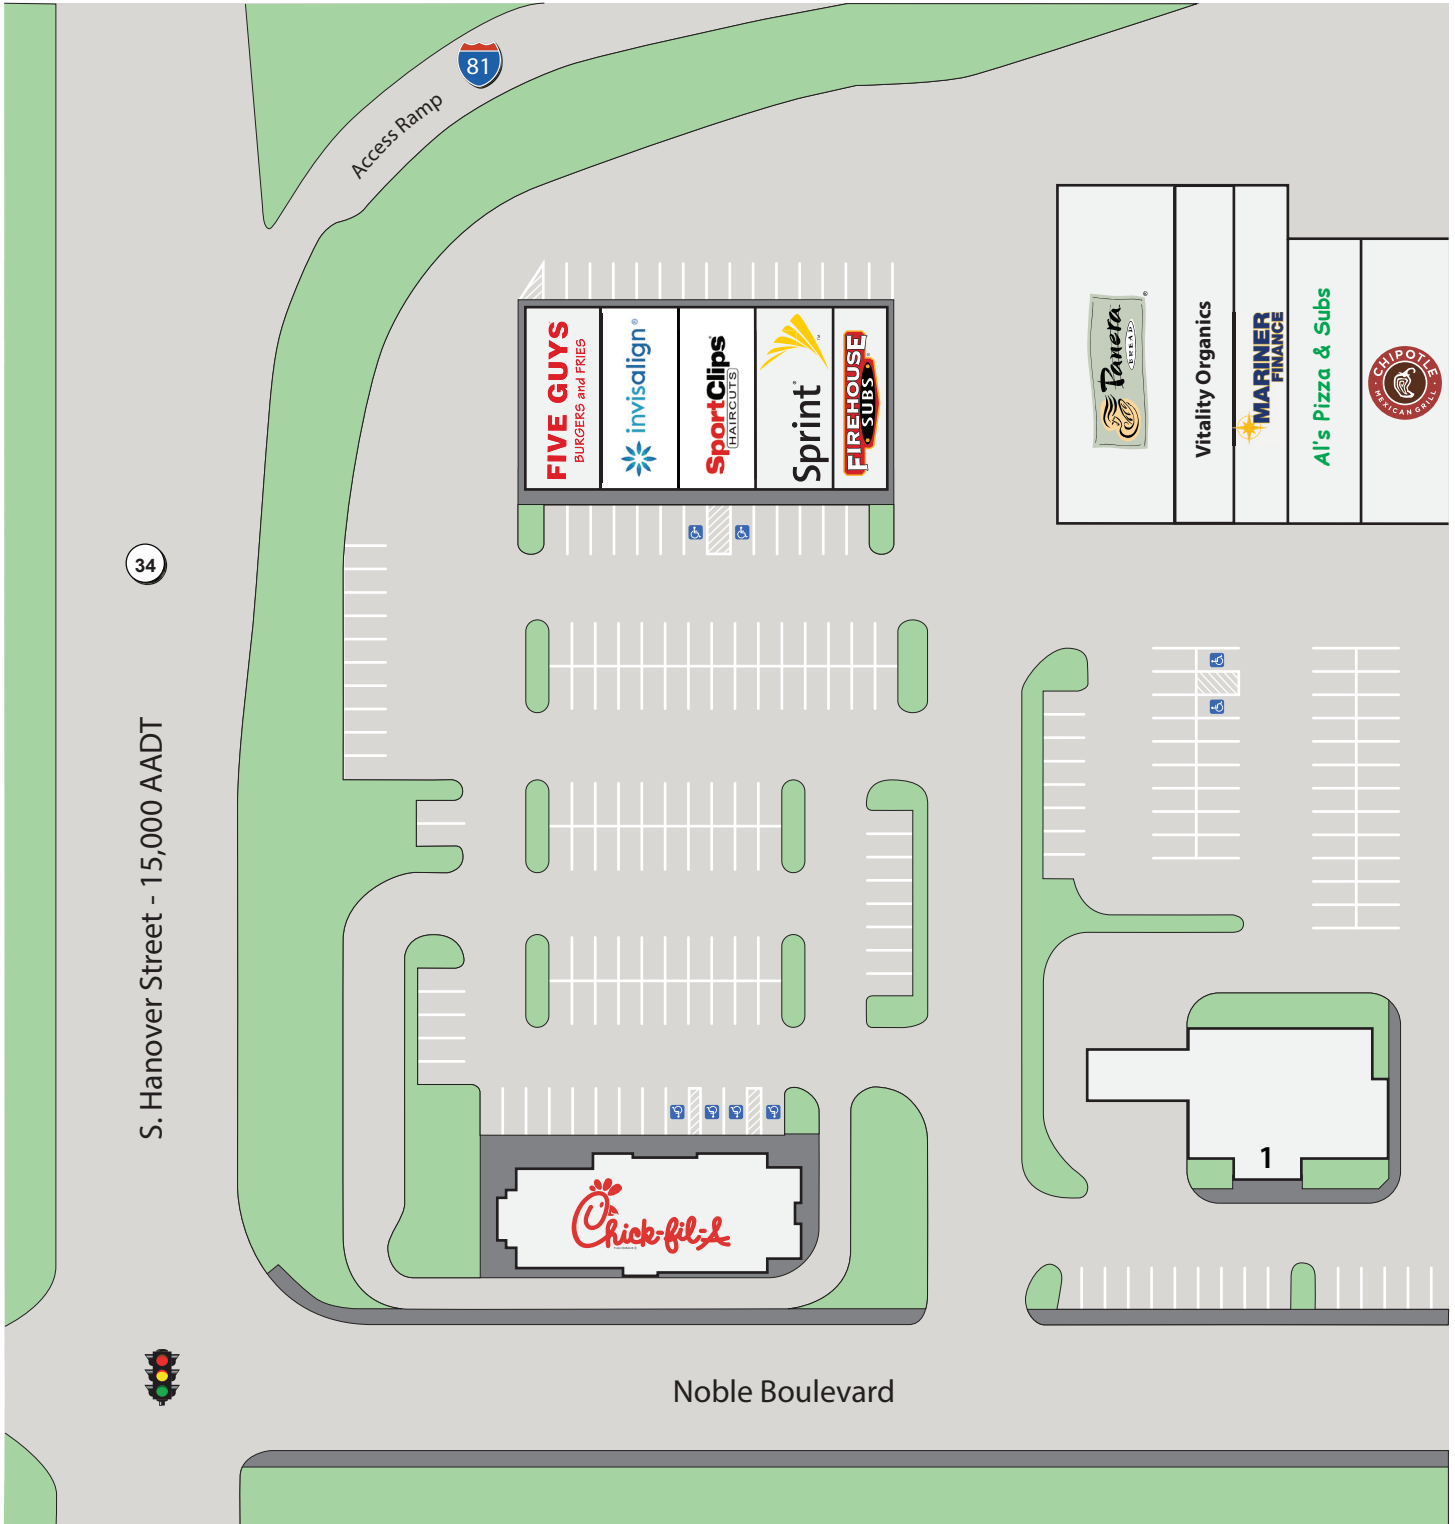 81
Access Ramp
FIVE GUYS
BURGERS and FRIES
invisalign®
SportClips
HAIRCUTS
Sprint
FIREHOUSE
SUBS
Panera
BREAD
Vitality Organics
MARINER
FINANCE
Al's Pizza & Subs
CHIPOTLE
MEXICAN GRILL
34
S. Hanover Street - 15,000 AADT
Chick-fil-A
1
Noble Boulevard